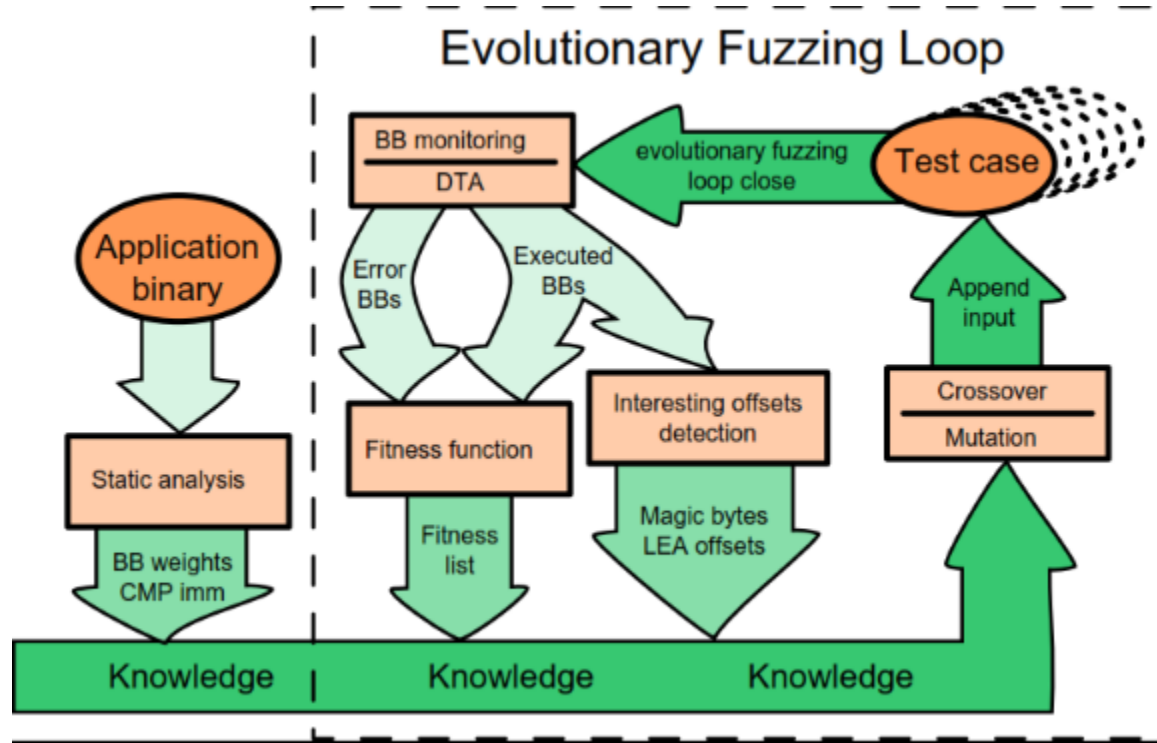 Evolutionary Fuzzing Loop
BB monitoring
DTA
evolutionary fuzzing
loop close
Test case
Application
binary
Error
BBs
Executed
BBs
Append
input
Crossover
Mutation
Interesting offsets
detection
Fitness function
Static analysis
Magic bytes
LEA offsets
Fitness
list
BB weights
CMP imm
Knowledge
Knowledge
Knowledge